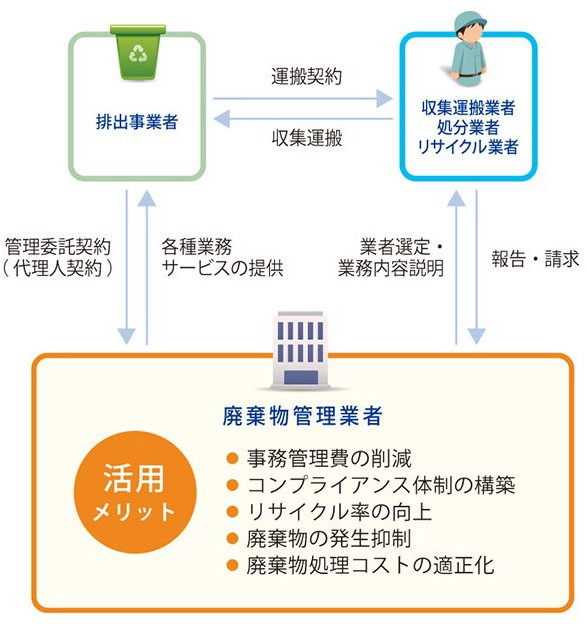 排出事業者
運搬契約
収集運搬
収集運搬業者
処分業者
リサイクル業者
管理委託契約
(代理人契約)
各種業務
サービスの提供
業者選定・
業務内容説明
報告・請求
廃棄物管理業者
活用
メリット
●事務管理費の削減
●コンプライアンス体制の構築
●リサイクル率の向上
●廃棄物の発生抑制
●廃棄物処理コストの適正化